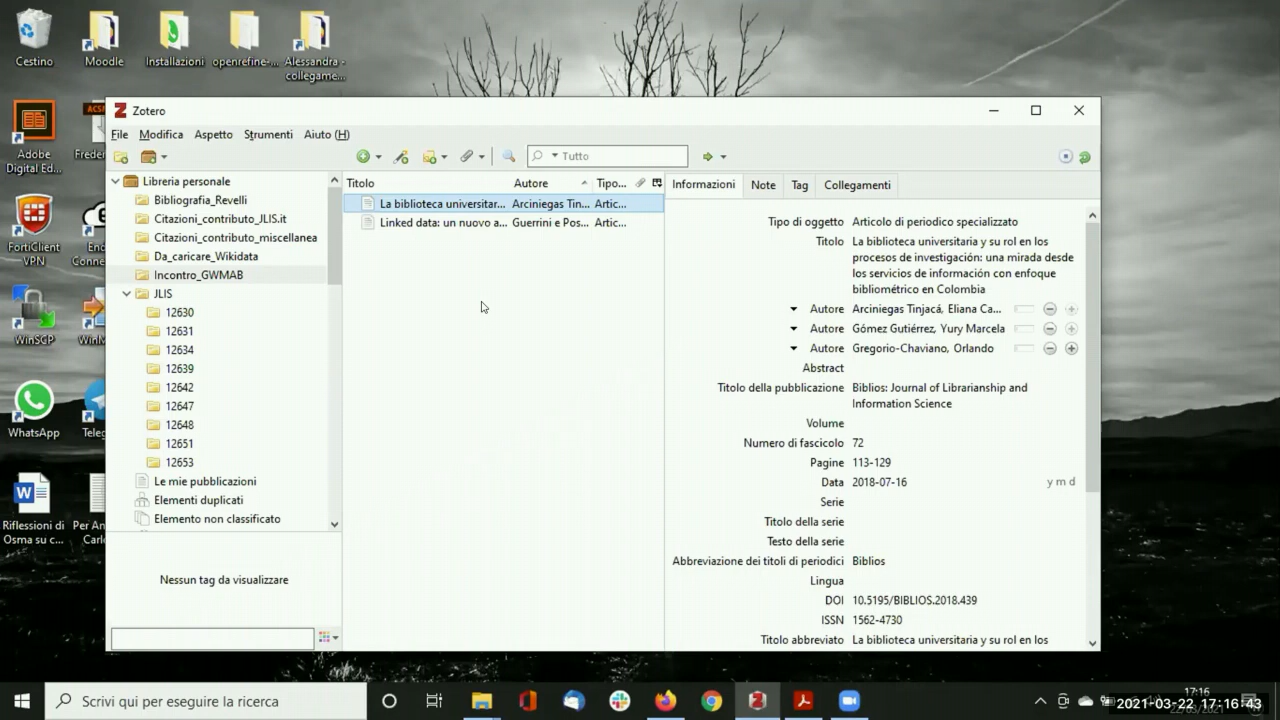 Cestino
Moodle
Installazioni
openrefine-...
Alessandra -
collegame...
Adobe
Digital Ed...
FortiClient
VPN
WinSCP
WhatsApp
Teleg
Riflessioni di
Osma su c...
Per An
Carl
Zotero
File Modifica Aspetto Strumenti Aiuto (H)
Tutto
Libreria personale
Bibliografia_Revelli
Citazioni_contributo_JLIS.it
Citazioni_contributo_miscellanea
Da_caricare_Wikidata
Incontro_GWMAB
JLIS
12630
12631
12634
12639
12642
12647
12648
12651
12653
Le mie pubblicazioni
Elementi duplicati
Elemento non classificato
Nessun tag da visualizzare
Titolo Autore Tipo...
La biblioteca universitar... Arciniegas Tin... Artic...
Linked data: un nuovo a... Guerrini e Pos... Artic...
Informazioni Note Tag Collegamenti
Tipo di oggetto Articolo di periodico specializzato
Titolo La biblioteca universitaria y su rol en los
procesos de investigación: una mirada desde
los servicios de información con enfoque
bibliométrico en Colombia
Autore Arciniegas Tinjacá, Eliana Ca...
Autore Gómez Gutiérrez, Yury Marcela
Autore Gregorio-Chaviano, Orlando
Abstract
Titolo della pubblicazione Biblios: Journal of Librarianship and
Information Science
Volume
Numero di fascicolo 72
Pagine 113-129
Data 2018-07-16 y m d
Serie
Titolo della serie
Testo della serie
Abbreviazione dei titoli di periodici Biblios
Lingua
DOI 10.5195/BIBLIOS.2018.439
ISSN 1562-4730
Titolo abbreviato La biblioteca universitaria y su rol en los
Scrivi qui per eseguire la ricerca
17:16
2021-03-22 17:16:43